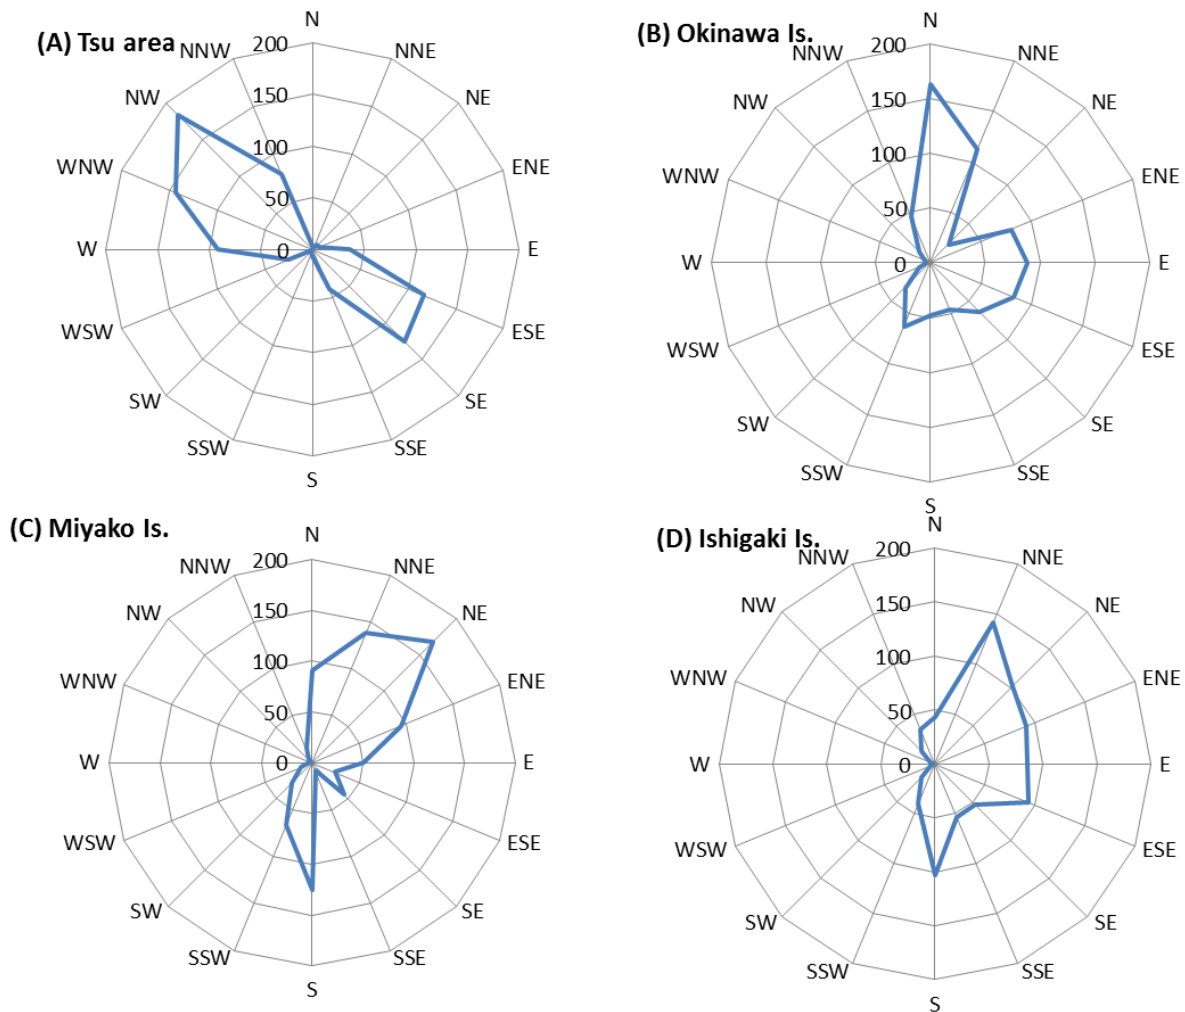 (A) Tsu area
N
NNE
NE
ENE
E
ESE
SE
SSE
S
SSW
SW
WSW
W
WNW
NW
NNW
200
150
100
50
0
(B) Okinawa Is.
N
NNE
NE
ENE
E
ESE
SE
SSE
S
SSW
SW
WSW
W
WNW
NW
NNW
200
150
100
50
0
(C) Miyako Is.
N
NNE
NE
ENE
E
ESE
SE
SSE
S
SSW
SW
WSW
W
WNW
NW
NNW
200
150
100
50
0
(D) Ishigaki Is.
N
NNE
NE
ENE
E
ESE
SE
SSE
S
SSW
SW
WSW
W
WNW
NW
NNW
200
150
100
50
0